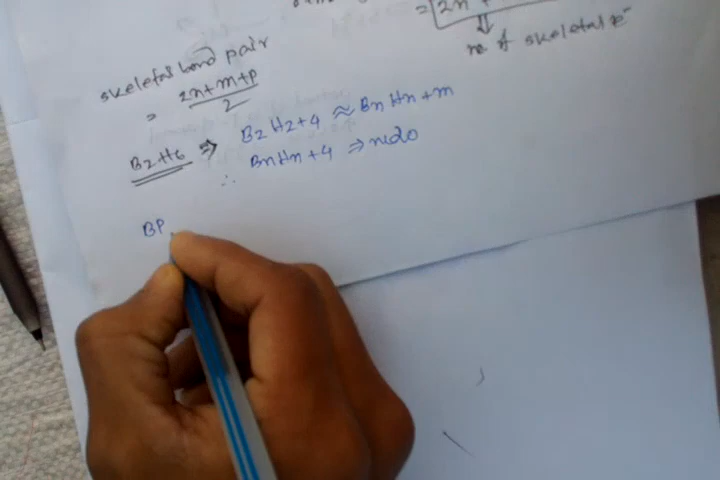 = 2n +
no of skeletal e⁻
skeletal bond pair
= 2n+m+p / 2
B2H6 ⇒ B2H2+4 ≈ BnHn+m
∴ BnHn+4 ⇒ nido
BP